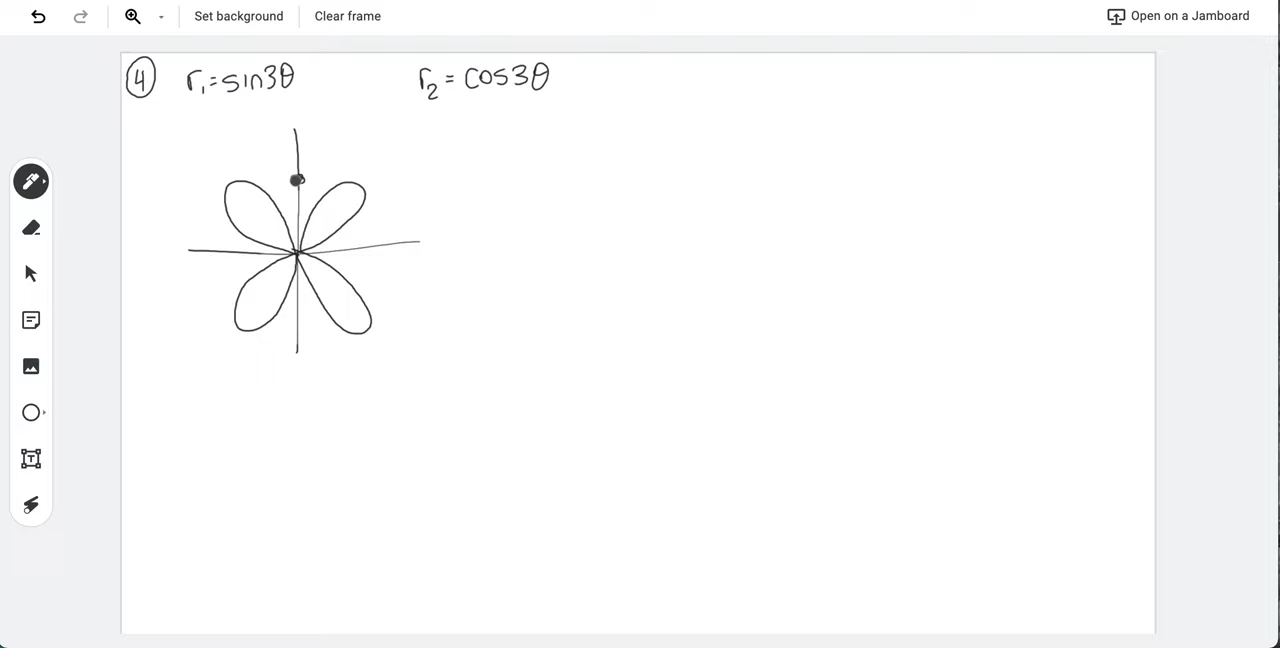 Set background Clear frame Open on a Jamboard
④ r₁=sin3θ r₂=cos3θ